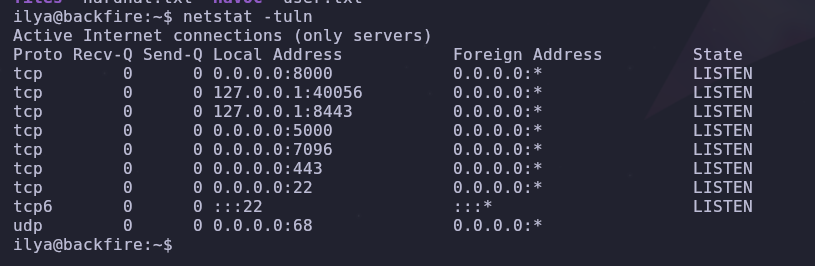 files hardhat.txt havoc user.txt
ilya@backfire:~$ netstat -tuln
Active Internet connections (only servers)
Proto Recv-Q Send-Q Local Address           Foreign Address         State
tcp        0      0 0.0.0.0:8000            0.0.0.0:*               LISTEN
tcp        0      0 127.0.0.1:40056         0.0.0.0:*               LISTEN
tcp        0      0 127.0.0.1:8443          0.0.0.0:*               LISTEN
tcp        0      0 0.0.0.0:5000            0.0.0.0:*               LISTEN
tcp        0      0 0.0.0.0:7096            0.0.0.0:*               LISTEN
tcp        0      0 0.0.0.0:443             0.0.0.0:*               LISTEN
tcp        0      0 0.0.0.0:22              0.0.0.0:*               LISTEN
tcp6       0      0 :::22                   :::*                    LISTEN
udp        0      0 0.0.0.0:68              0.0.0.0:*
ilya@backfire:~$